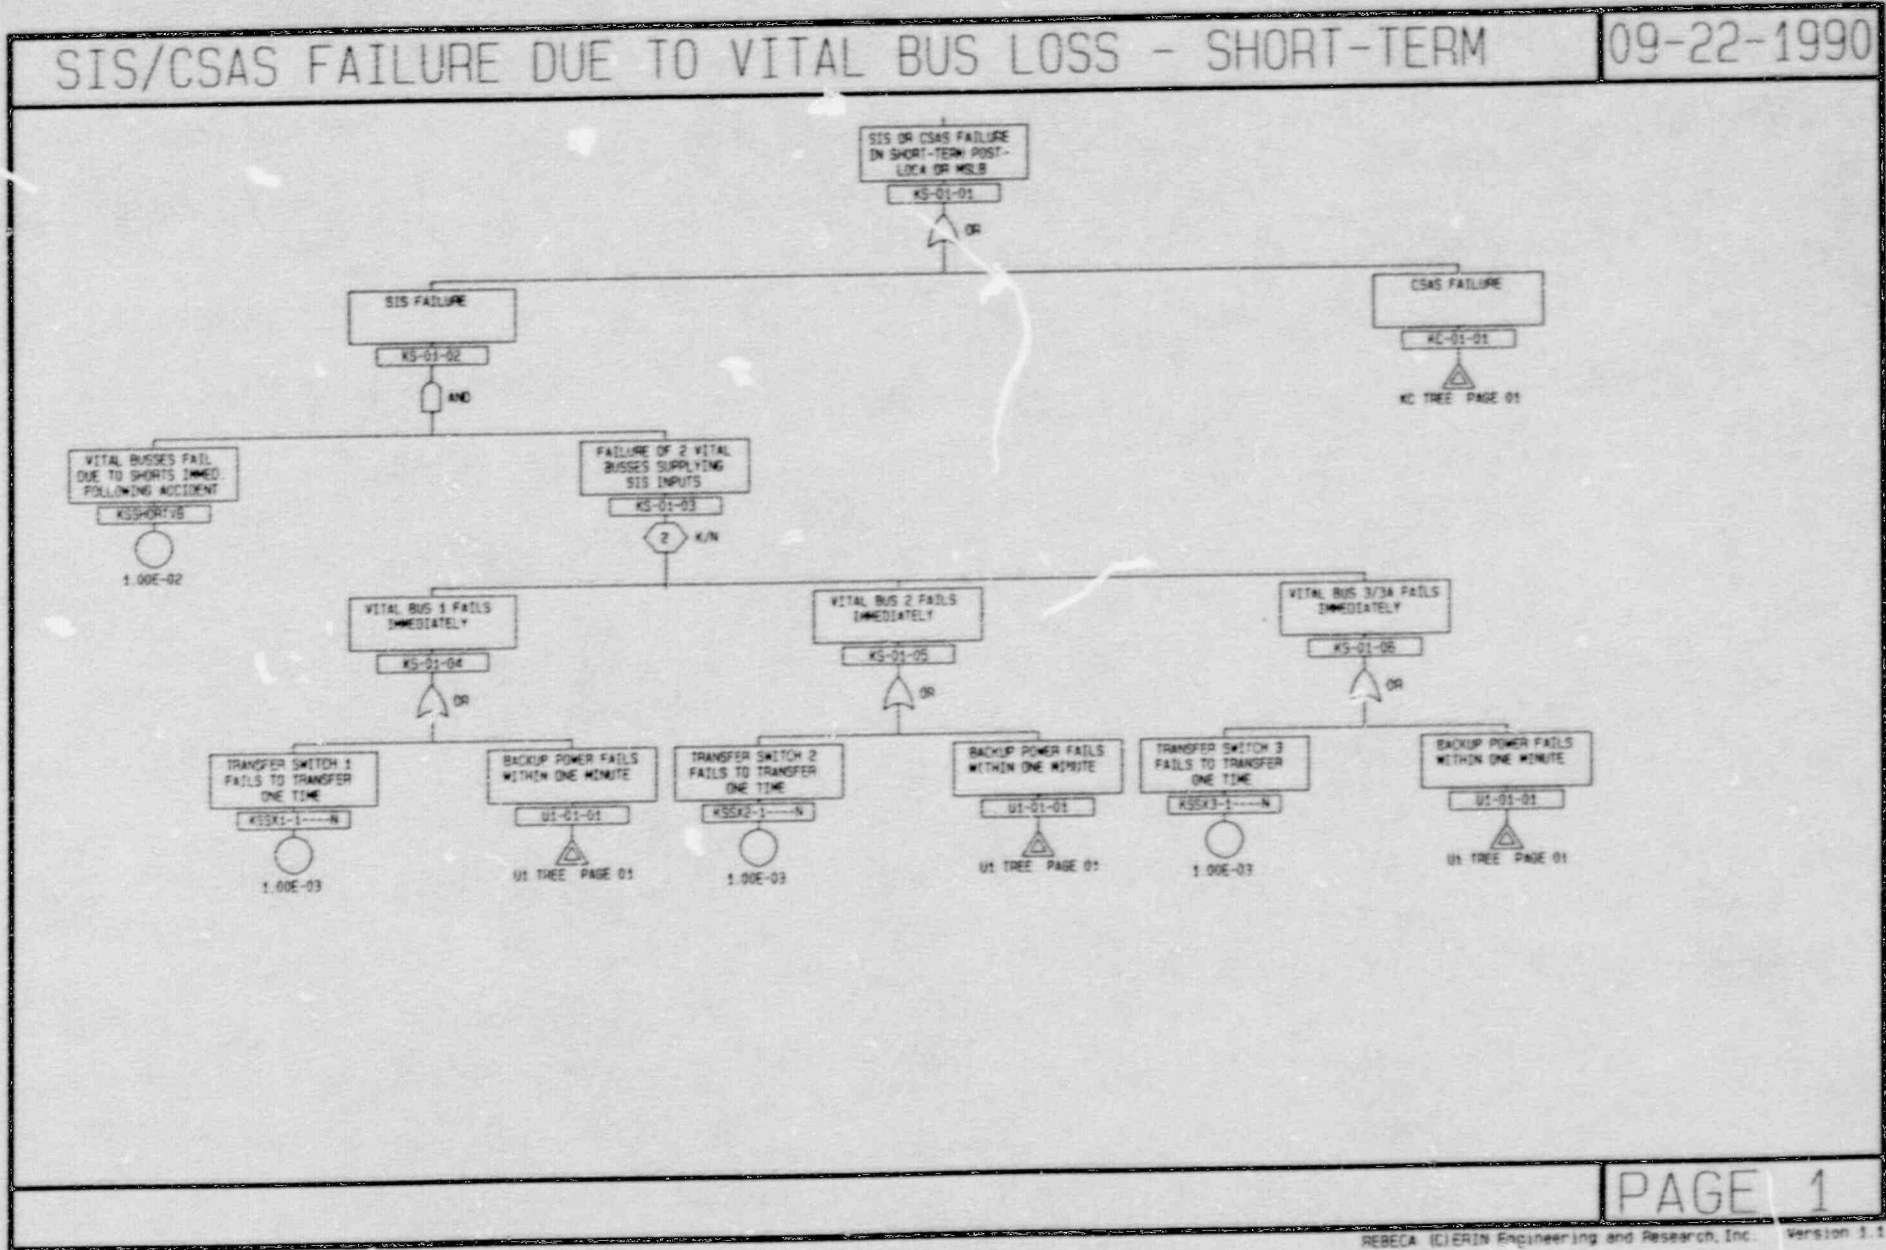 SIS/CSAS FAILURE DUE TO VITAL BUS LOSS - SHORT-TERM
09-22-1990
SIS OR CSAS FAILURE
IN SHORT-TERM POST-
LOCA OR MSLB
KS-01-01
OR
SIS FAILURE
KS-01-02
AND
CSAS FAILURE
KC-01-01
KC TREE PAGE 01
VITAL BUSSES FAIL
DUE TO SHORTS IMMED.
FOLLOWING ACCIDENT
KSSHORTVB
1.00E-02
FAILURE OF 2 VITAL
BUSSES SUPPLYING
SIS INPUTS
KS-01-03
2 K/N
VITAL BUS 1 FAILS
IMMEDIATELY
KS-01-04
OR
VITAL BUS 2 FAILS
IMMEDIATELY
KS-01-05
OR
VITAL BUS 3/3A FAILS
IMMEDIATELY
KS-01-06
OR
TRANSFER SWITCH 1
FAILS TO TRANSFER
ONE TIME
KSSX1-1----N
1.00E-03
BACKUP POWER FAILS
WITHIN ONE MINUTE
U1-01-01
U1 TREE PAGE 01
TRANSFER SWITCH 2
FAILS TO TRANSFER
ONE TIME
KSSX2-1----N
1.00E-03
BACKUP POWER FAILS
WITHIN ONE MINUTE
U1-01-01
U1 TREE PAGE 01
TRANSFER SWITCH 3
FAILS TO TRANSFER
ONE TIME
KSSX3-1----N
1.00E-03
BACKUP POWER FAILS
WITHIN ONE MINUTE
U1-01-01
U1 TREE PAGE 01
PAGE 1
REBECA (C)ERIN Engineering and Research, Inc. Version 1.1